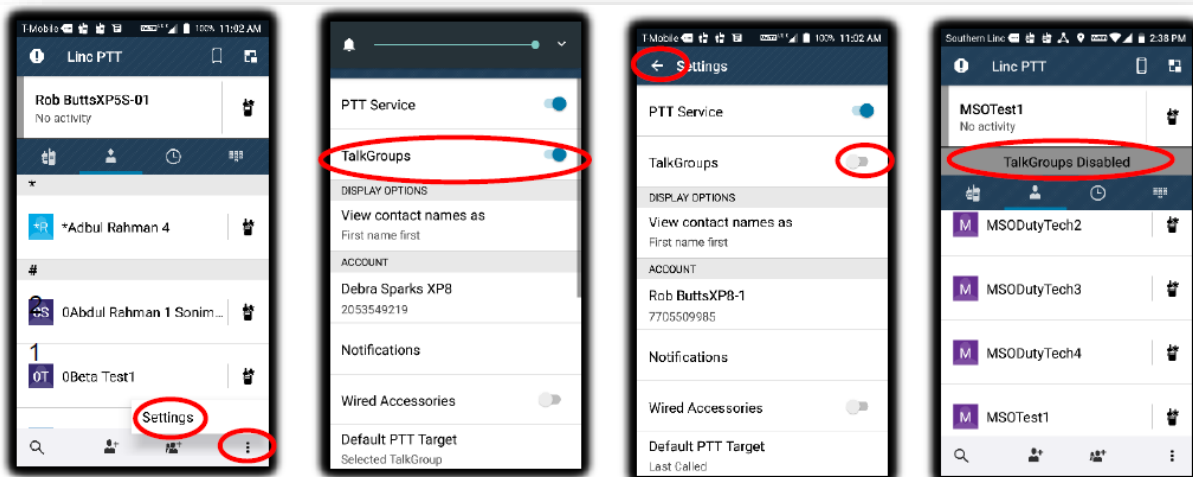 T-Mobile 100% 11:02 AM
Linc PTT
Rob ButtsXP5S-01
No activity
*
*R *Adbul Rahman 4
#
2
0S 0Abdul Rahman 1 Sonim...
1
0T 0Beta Test1
Settings
PTT Service
TalkGroups
DISPLAY OPTIONS
View contact names as
First name first
ACCOUNT
Debra Sparks XP8
2053549219
Notifications
Wired Accessories
Default PTT Target
Selected TalkGroup
T-Mobile 100% 11:02 AM
Settings
PTT Service
TalkGroups
DISPLAY OPTIONS
View contact names as
First name first
ACCOUNT
Rob ButtsXP8-1
7705509985
Notifications
Wired Accessories
Default PTT Target
Last Called
Southern Linc 2:38 PM
Linc PTT
MSOTest1
No activity
TalkGroups Disabled
M MSODutyTech2
M MSODutyTech3
M MSODutyTech4
M MSOTest1